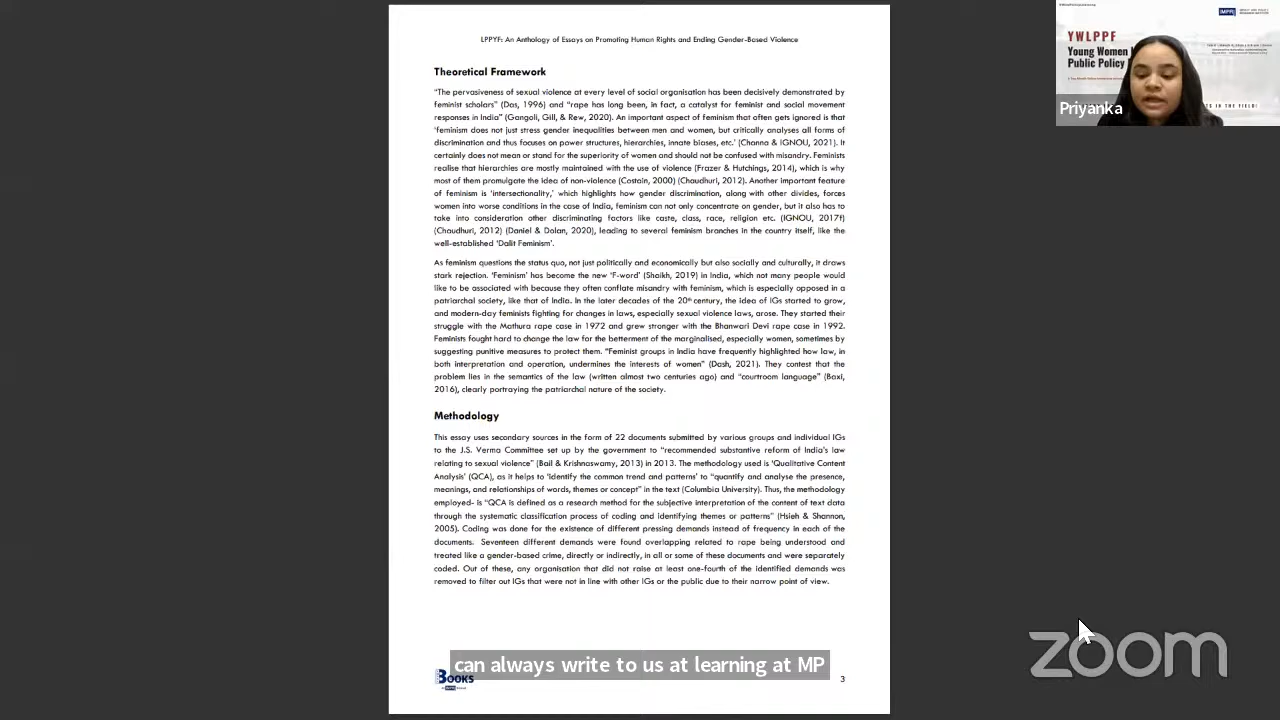 LPPYF: An Anthology of Essays on Promoting Human Rights and Ending Gender-Based Violence
Theoretical Framework
"The pervasiveness of sexual violence at every level of social organisation has been decisively demonstrated by
feminist scholars" (Das, 1996) and "rape has long been, in fact, a catalyst for feminist and social movement
responses in India" (Gangoli, Gill, & Rew, 2020). An important aspect of feminism that often gets ignored is that
'feminism does not just stress gender inequalities between men and women, but critically analyses all forms of
discrimination and thus focuses on power structures, hierarchies, innate biases, etc.' (Channa & IGNOU, 2021). It
certainly does not mean or stand for the superiority of women and should not be confused with misandry. Feminists
realise that hierarchies are mostly maintained with the use of violence (Frazer & Hutchings, 2014), which is why
most of them promulgate the idea of non-violence (Costain, 2000) (Chaudhuri, 2012). Another important feature
of feminism is 'intersectionality,' which highlights how gender discrimination, along with other divides, forces
women into worse conditions in the case of India, feminism can not only concentrate on gender, but it also has to
take into consideration other discriminating factors like caste, class, race, religion etc. (IGNOU, 2017f)
(Chaudhuri, 2012) (Daniel & Dolan, 2020), leading to several feminism branches in the country itself, like the
well-established 'Dalit Feminism'.
As feminism questions the status quo, not just politically and economically but also socially and culturally, it draws
stark rejection. 'Feminism' has become the new 'F-word' (Shaikh, 2019) in India, which not many people would
like to be associated with because they often conflate misandry with feminism, which is especially opposed in a
patriarchal society, like that of India. In the later decades of the 20th century, the idea of IGs started to grow,
and modern-day feminists fighting for changes in laws, especially sexual violence laws, arose. They started their
struggle with the Mathura rape case in 1972 and grew stronger with the Bhanwari Devi rape case in 1992.
Feminists fought hard to change the law for the betterment of the marginalised, especially women, sometimes by
suggesting punitive measures to protect them. "Feminist groups in India have frequently highlighted how law, in
both interpretation and operation, undermines the interests of women" (Dash, 2021). They contest that the
problem lies in the semantics of the law (written almost two centuries ago) and "courtroom language" (Baxi,
2016), clearly portraying the patriarchal nature of the society.
Methodology
This essay uses secondary sources in the form of 22 documents submitted by various groups and individual IGs
to the J.S. Verma Committee set up by the government to "recommended substantive reform of India's law
relating to sexual violence" (Bail & Krishnaswamy, 2013) in 2013. The methodology used is 'Qualitative Content
Analysis' (QCA), as it helps to 'identify the common trend and patterns' to "quantify and analyse the presence,
meanings, and relationships of words, themes or concept" in the text (Columbia University). Thus, the methodology
employed- is "QCA is defined as a research method for the subjective interpretation of the content of text data
through the systematic classification process of coding and identifying themes or patterns" (Hsieh & Shannon,
2005). Coding was done for the existence of different pressing demands instead of frequency in each of the
documents. Seventeen different demands were found overlapping related to rape being understood and
treated like a gender-based crime, directly or indirectly, in all or some of these documents and were separately
coded. Out of these, any organisation that did not raise at least one-fourth of the identified demands was
removed to filter out IGs that were not in line with other IGs or the public due to their narrow point of view.
BOOKS
3
can always write to us at learning at MP
YWLPPF
Young Women
Public Policy
S IN THE FIELD!
Priyanka
IMPRI
zoom